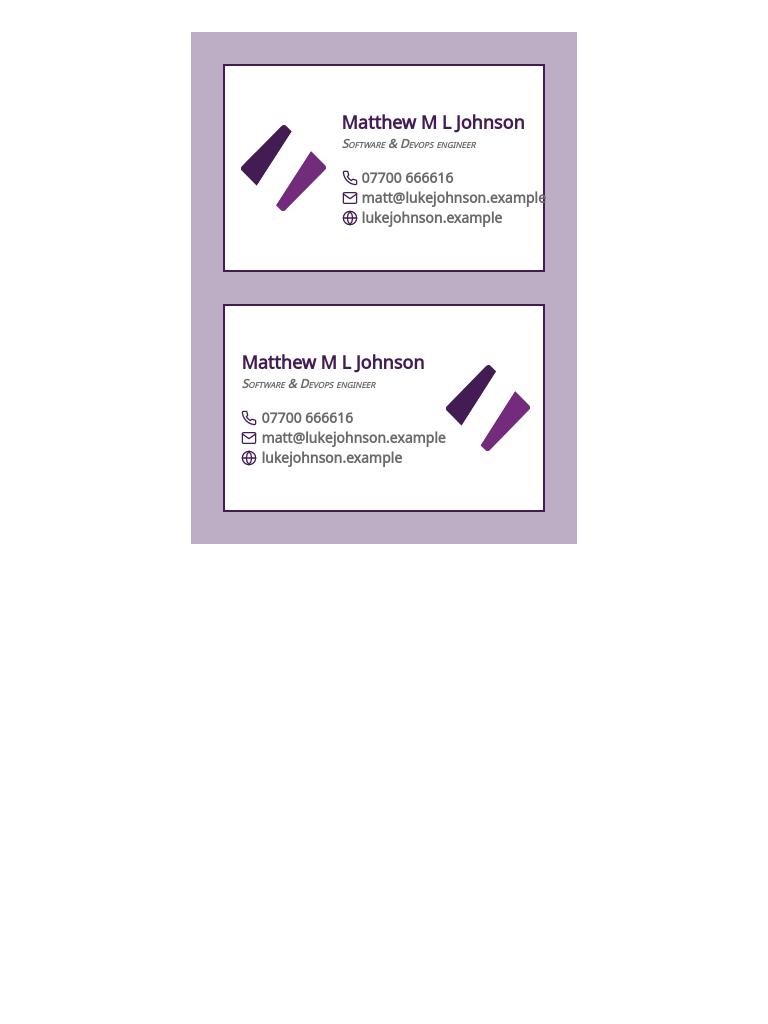 Matthew M L Johnson
Software & Devops engineer
07700 666616
matt@lukejohnson.example
lukejohnson.example
Matthew M L Johnson
Software & Devops engineer
07700 666616
matt@lukejohnson.example
lukejohnson.example